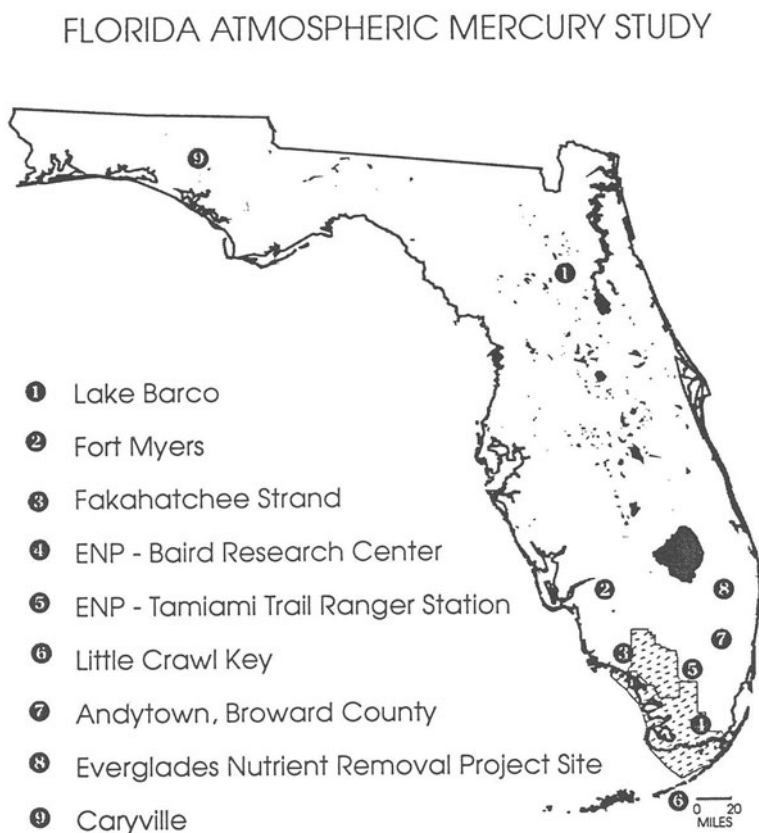 FLORIDA ATMOSPHERIC MERCURY STUDY
9
1
1 Lake Barco
2 Fort Myers
3 Fakahatchee Strand
4 ENP - Baird Research Center
2 8
5 ENP - Tamiami Trail Ranger Station
7
6 Little Crawl Key
3 5
7 Andytown, Broward County
4
8 Everglades Nutrient Removal Project Site
6 0 20
MILES
9 Caryville